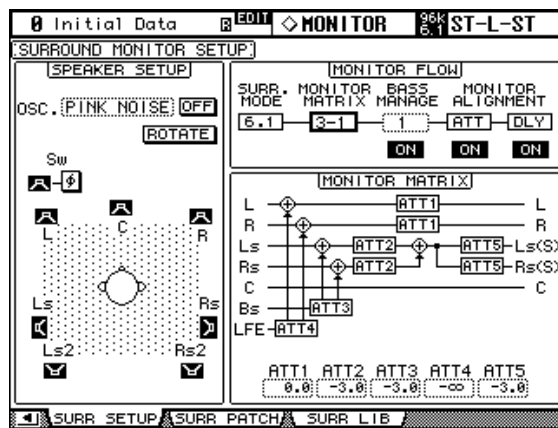 0 Initial Data EDIT ◇MONITOR 96k 6.1 ST-L-ST
SURROUND MONITOR SETUP
SPEAKER SETUP
OSC. PINK NOISE OFF
ROTATE
Sw
φ
L C R
Ls Rs
Ls2 Rs2
MONITOR FLOW
SURR. MODE MONITOR MATRIX BASS MANAGE MONITOR ALIGNMENT
6.1 3-1 1 ATT DLY
ON ON ON
MONITOR MATRIX
L ATT1 L
R ATT1 R
Ls ATT2 ATT5 Ls(S)
Rs ATT2 ATT5 Rs(S)
C C
Bs ATT3
LFE ATT4
ATT1 ATT2 ATT3 ATT4 ATT5
0.0 -3.0 -3.0 -∞ -3.0
SURR SETUP SURR PATCH SURR LIB